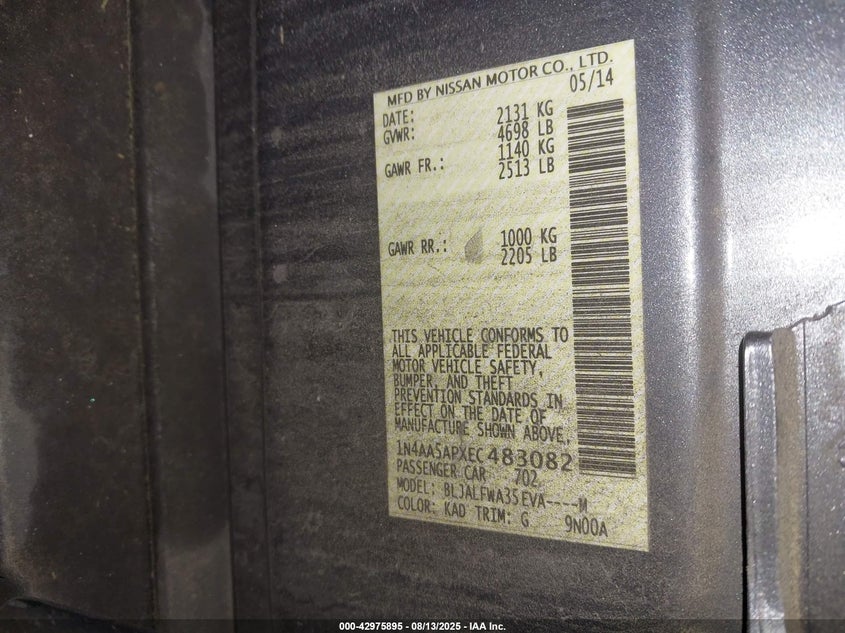 MFD BY NISSAN MOTOR CO., LTD.
DATE: 05/14
GVWR: 2131 KG
4698 LB
GAWR FR.: 1140 KG
2513 LB
GAWR RR.: 1000 KG
2205 LB
THIS VEHICLE CONFORMS TO
ALL APPLICABLE FEDERAL
MOTOR VEHICLE SAFETY,
BUMPER, AND THEFT
PREVENTION STANDARDS IN
EFFECT ON THE DATE OF
MANUFACTURE SHOWN ABOVE.
1N4AA5APXEC483082
PASSENGER CAR 702
MODEL: BLJALFWA35EVA----M
COLOR: KAD TRIM: G 9N00A
000-42975895 - 08/13/2025 - IAA Inc.